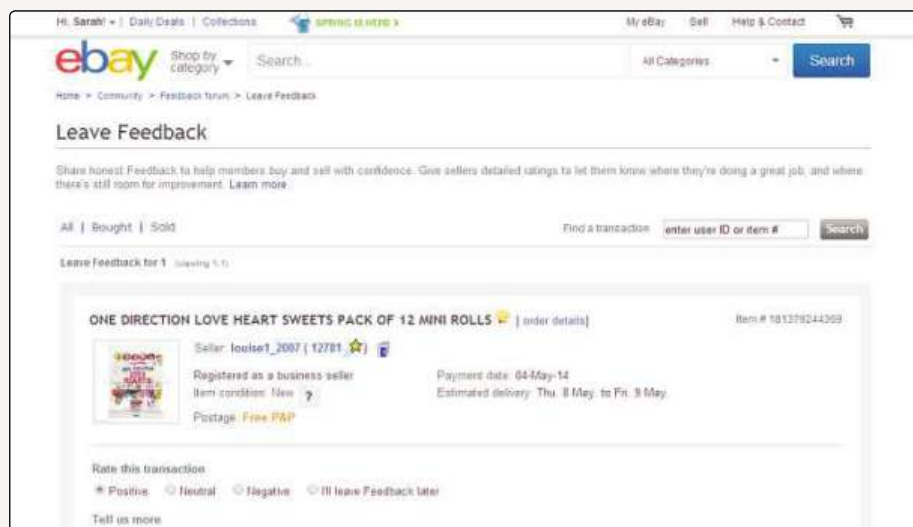 Hi, Sarah! | Daily Deals | Collections SPRING IS HERE > My eBay Sell Help & Contact
ebay Shop by category Search... All Categories Search
Home > Community > Feedback forum > Leave Feedback
Leave Feedback
Share honest Feedback to help members buy and sell with confidence. Give sellers detailed ratings to let them know where they're doing a great job, and where
there's still room for improvement. Learn more
All | Bought | Sold Find a transaction enter user ID or item # Search
Leave Feedback for 1 (viewing 1-1)
ONE DIRECTION LOVE HEART SWEETS PACK OF 12 MINI ROLLS [order details] Item # 181379244369
Seller: louise1_2007 ( 12781 )
Registered as a business seller Payment date: 04-May-14
Item condition: New ? Estimated delivery: Thu. 8 May. to Fri. 9 May.
Postage: Free P&P
Rate this transaction
Positive Neutral Negative I'll leave Feedback later
Tell us more